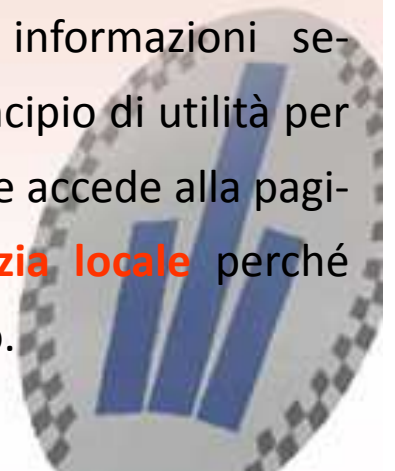 informazioni se-
ncipio di utilità per
e accede alla pagi-
zia locale perché
o.